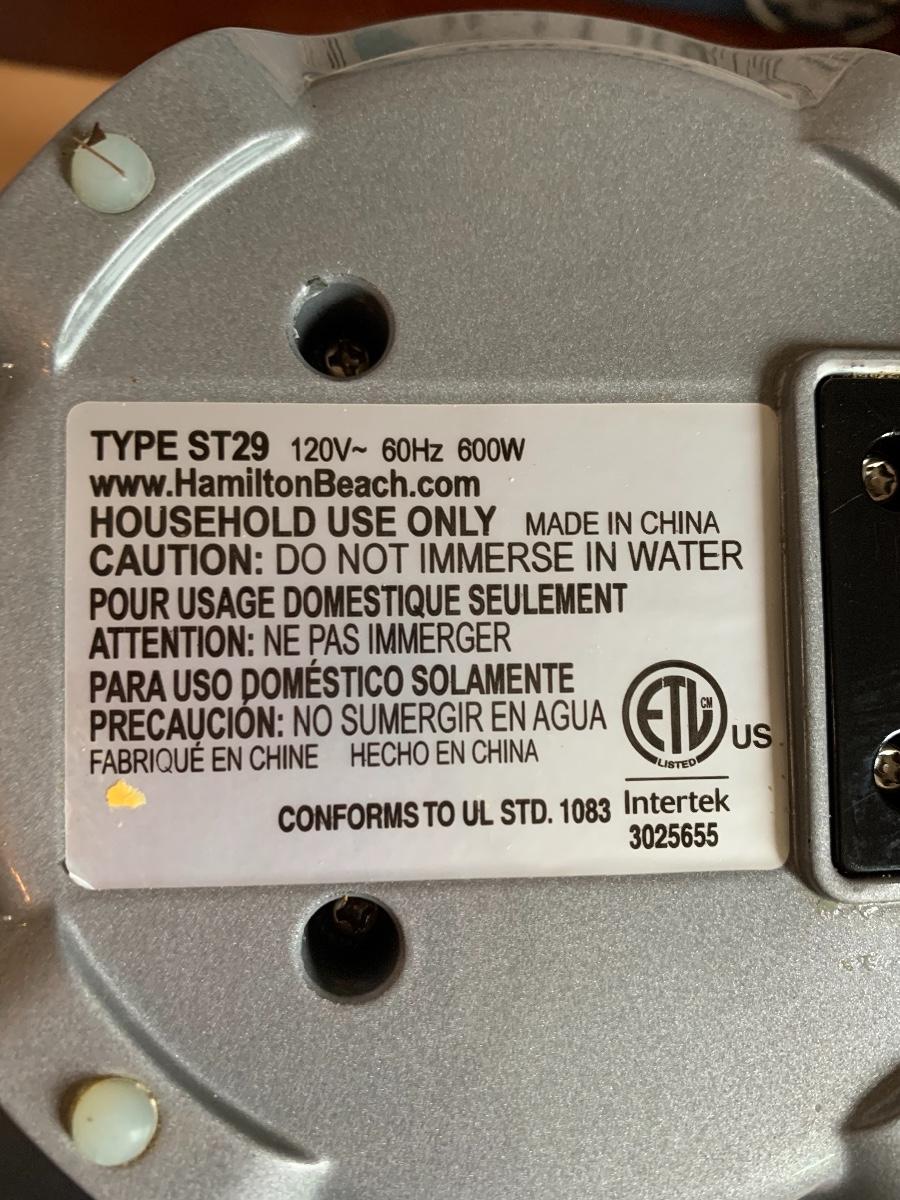 TYPE ST29 120V~ 60Hz 600W
www.HamiltonBeach.com
HOUSEHOLD USE ONLY MADE IN CHINA
CAUTION: DO NOT IMMERSE IN WATER
POUR USAGE DOMESTIQUE SEULEMENT
ATTENTION: NE PAS IMMERGER
PARA USO DOMÉSTICO SOLAMENTE
PRECAUCIÓN: NO SUMERGIR EN AGUA
FABRIQUÉ EN CHINE HECHO EN CHINA
ETL CM
LISTED
US
CONFORMS TO UL STD. 1083
Intertek
3025655